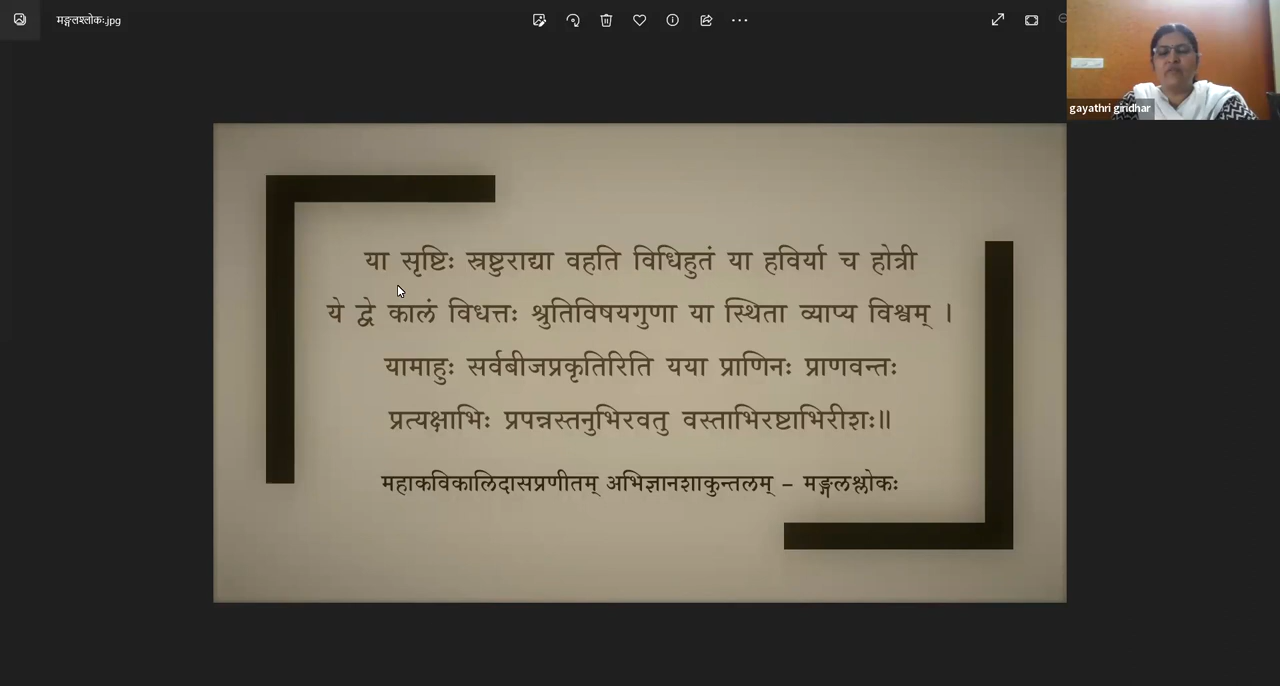 मङ्गलश्लोकः.jpg
gayathri giridhar
या सृष्टिः स्रष्टुराद्या वहति विधिहुतं या हविर्या च होत्री
ये द्वे कालं विधत्तः श्रुतिविषयगुणा या स्थिता व्याप्य विश्वम् ।
यामाहुः सर्वबीजप्रकृतिरिति यया प्राणिनः प्राणवन्तः
प्रत्यक्षाभिः प्रपन्नस्तनुभिरवतु वस्ताभिरष्टाभिरीशः॥
महाकविकालिदासप्रणीतम् अभिज्ञानशाकुन्तलम् – मङ्गलश्लोकः